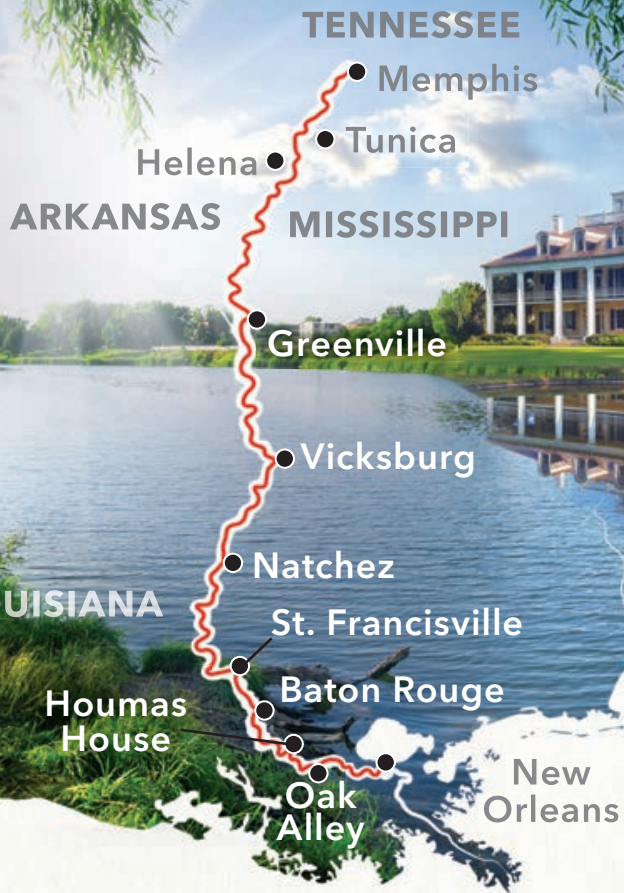 TENNESSEE
Memphis
Tunica
Helena
ARKANSAS
MISSISSIPPI
Greenville
Vicksburg
Natchez
UISIANA
St. Francisville
Baton Rouge
Houmas
House
New
Orleans
Oak
Alley